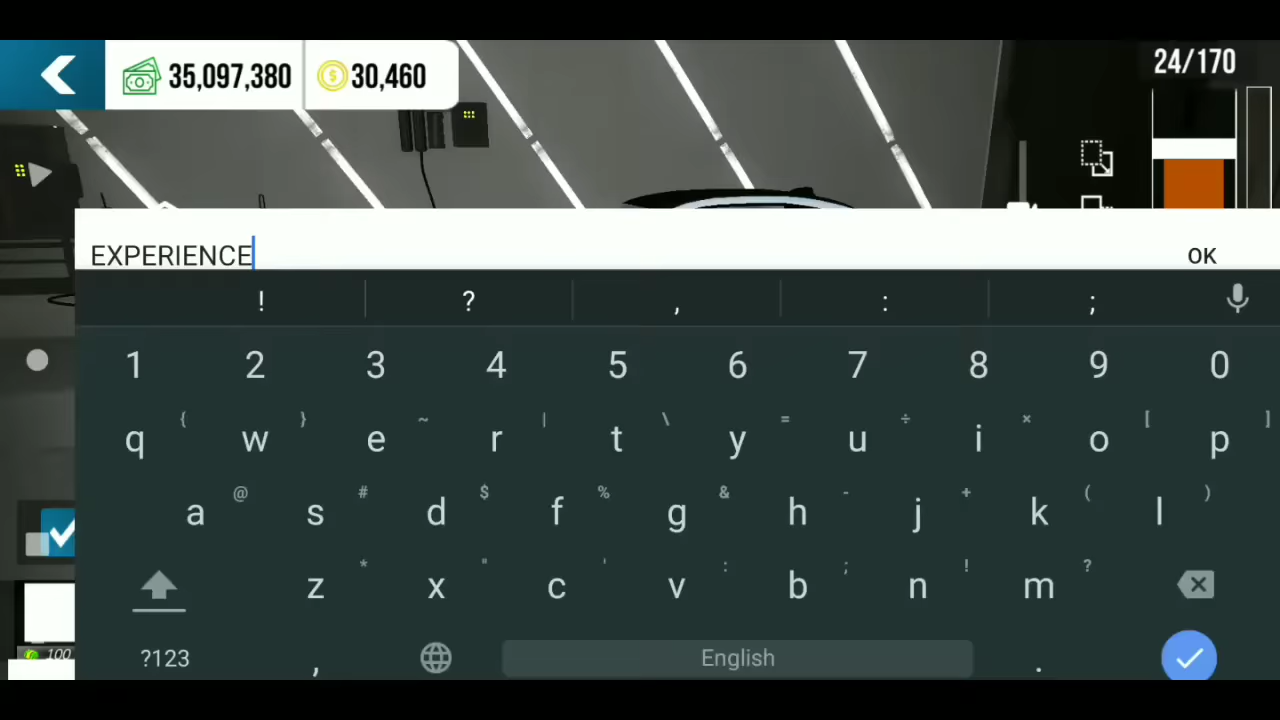 35,097,380 30,460 24/170
EXPERIENCE OK
! ? , : ;
1 2 3 4 5 6 7 8 9 0
{ } ~ | \ = ÷ × [ ]
q w e r t y u i o p
@ # $ % & - + ( )
a s d f g h j k l
* " ' : ; ! ?
z x c v b n m
?123 , English .
100